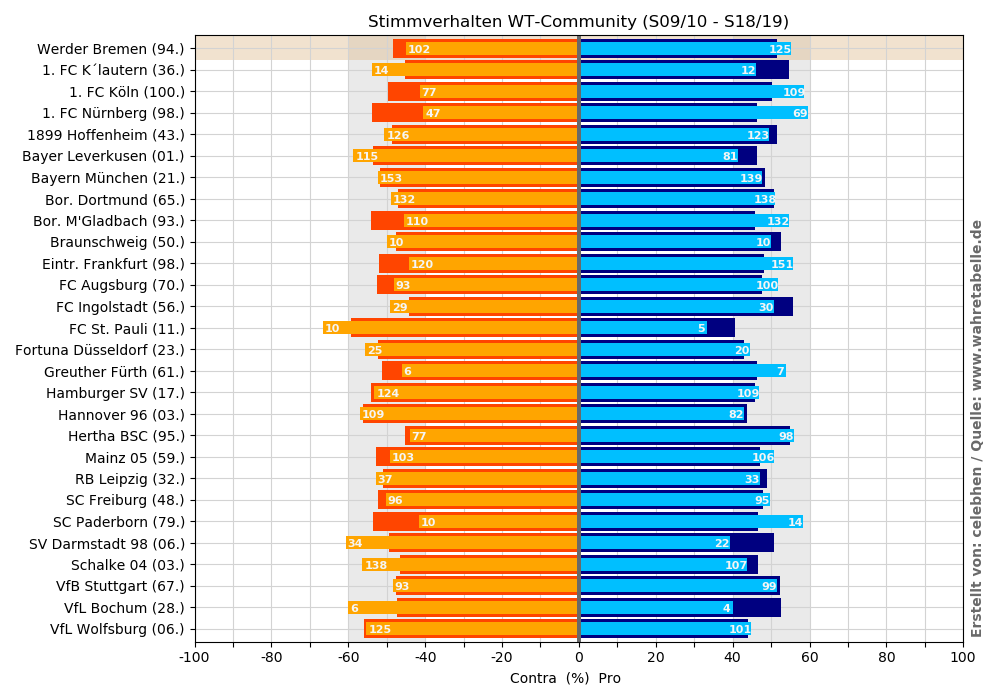 Stimmverhalten WT-Community (S09/10 - S18/19)
Werder Bremen (94.) 102 125
1. FC K´lautern (36.) 14 12
1. FC Köln (100.) 77 109
1. FC Nürnberg (98.) 47 69
1899 Hoffenheim (43.) 126 123
Bayer Leverkusen (01.) 115 81
Bayern München (21.) 153 139
Bor. Dortmund (65.) 132 138
Bor. M'Gladbach (93.) 110 132
Braunschweig (50.) 10 10
Eintr. Frankfurt (98.) 120 151
FC Augsburg (70.) 93 100
FC Ingolstadt (56.) 29 30
FC St. Pauli (11.) 10 5
Fortuna Düsseldorf (23.) 25 20
Greuther Fürth (61.) 6 7
Hamburger SV (17.) 124 109
Hannover 96 (03.) 109 82
Hertha BSC (95.) 77 98
Mainz 05 (59.) 103 106
RB Leipzig (32.) 37 33
SC Freiburg (48.) 96 95
SC Paderborn (79.) 10 14
SV Darmstadt 98 (06.) 34 22
Schalke 04 (03.) 138 107
VfB Stuttgart (67.) 93 99
VfL Bochum (28.) 6 4
VfL Wolfsburg (06.) 125 101
-100 -80 -60 -40 -20 0 20 40 60 80 100
Contra (%) Pro
Erstellt von: celebhen / Quelle: www.wahretabelle.de